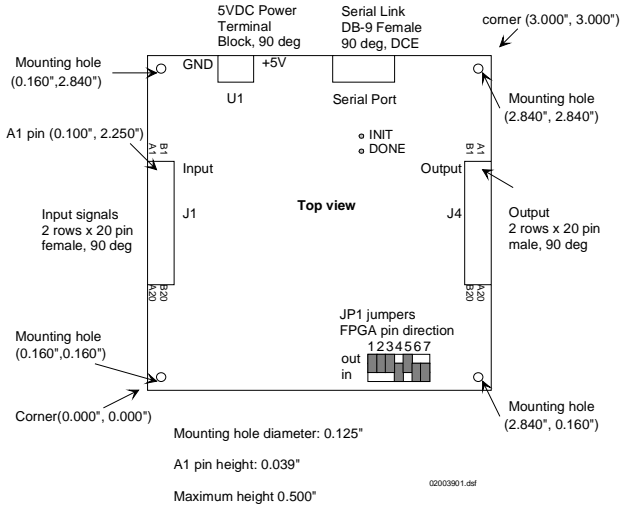 5VDC Power
Terminal
Block, 90 deg
Serial Link
DB-9 Female
90 deg, DCE
corner (3.000", 3.000")
Mounting hole
(0.160",2.840")
GND
+5V
U1
Serial Port
Mounting hole
(2.840", 2.840")
A1 pin (0.100", 2.250")
INIT
DONE
A1 B1
B1 A1
Input
Output
Input signals
2 rows x 20 pin
female, 90 deg
J1
Top view
J4
Output
2 rows x 20 pin
male, 90 deg
A20 B20
B20 A20
JP1 jumpers
FPGA pin direction
1234567
out
in
Mounting hole
(0.160",0.160")
Corner(0.000", 0.000")
Mounting hole
(2.840", 0.160")
Mounting hole diameter: 0.125"
A1 pin height: 0.039"
Maximum height 0.500"
02003901.dsf